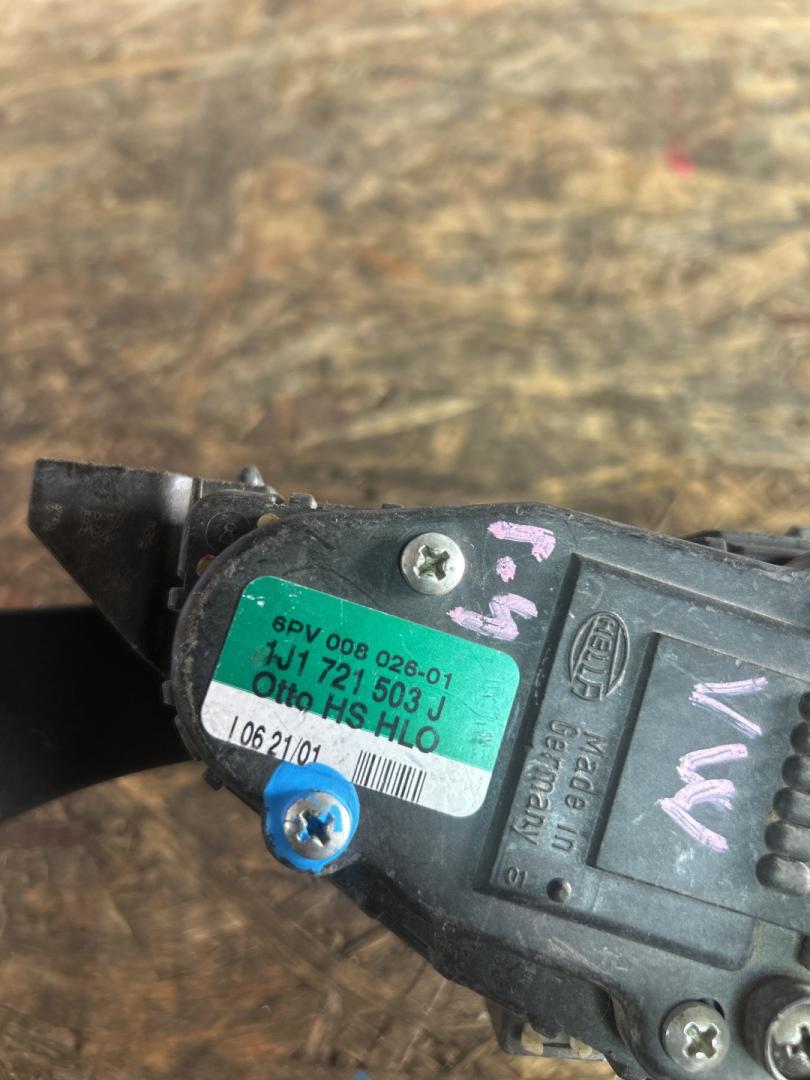 6PV 008 026-01
1J1 721 503 J
Otto HS HLO
I 06 21/01
HELLA
Made in
Germany
VW